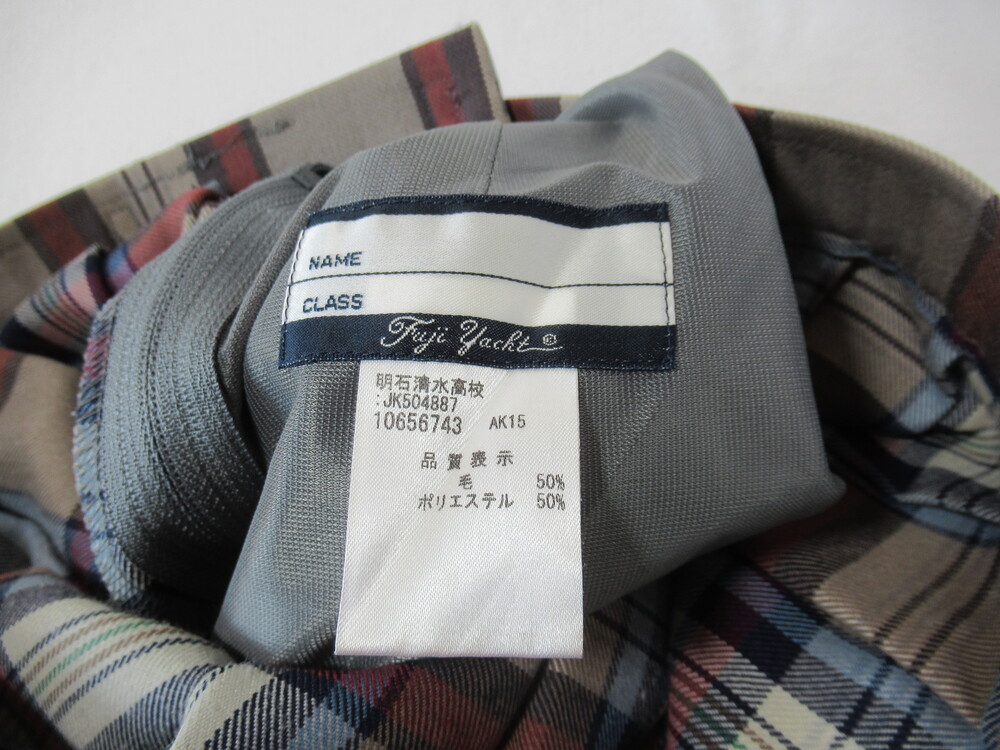 NAME
CLASS
Fuji Yacht ®
明石清水高校
:JK504887
10656743 AK15
品質表示
毛 50%
ポリエステル 50%